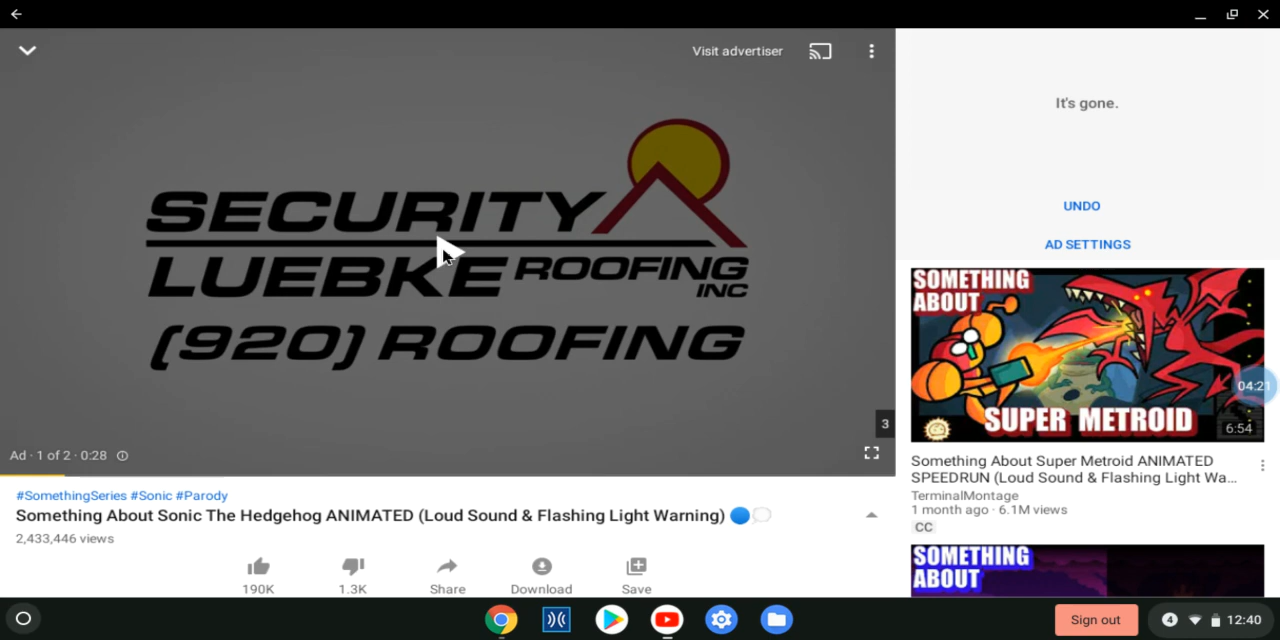 Visit advertiser
SECURITY
LUEBKE ROOFING
INC
(920) ROOFING
3
Ad · 1 of 2 · 0:28
#SomethingSeries #Sonic #Parody
Something About Sonic The Hedgehog ANIMATED (Loud Sound & Flashing Light Warning) 🔵💭
2,433,446 views
190K
1.3K
Share
Download
Save
It's gone.
UNDO
AD SETTINGS
SOMETHING
ABOUT
SUPER METROID
04:21
6:54
Something About Super Metroid ANIMATED
SPEEDRUN (Loud Sound & Flashing Light Wa...
TerminalMontage
1 month ago · 6.1M views
CC
SOMETHING
ABOUT
Sign out
4
12:40